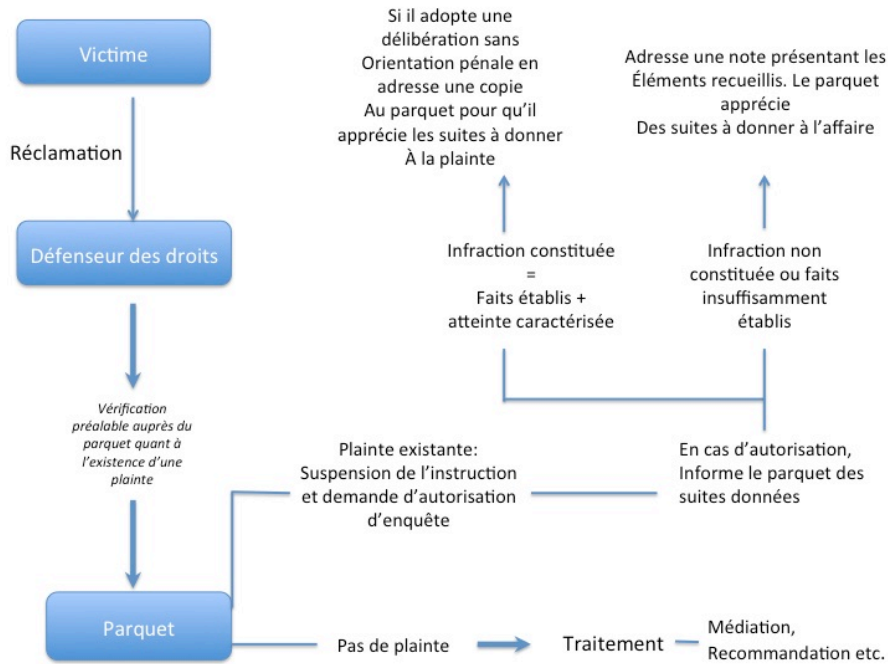 Victime
Réclamation
Défenseur des droits
Vérification
préalable auprès du
parquet quant à
l'existence d'une
plainte
Parquet
Si il adopte une
délibération sans
Orientation pénale en
adresse une copie
Au parquet pour qu'il
apprécie les suites à donner
À la plainte
Adresse une note présentant les
Éléments recueillis. Le parquet
apprécie
Des suites à donner à l'affaire
Infraction constituée
=
Faits établis +
atteinte caractérisée
Infraction non
constituée ou faits
insuffisamment
établis
Plainte existante:
Suspension de l'instruction
et demande d'autorisation
d'enquête
En cas d'autorisation,
Informe le parquet des
suites données
Pas de plainte
Traitement
Médiation,
Recommandation etc.